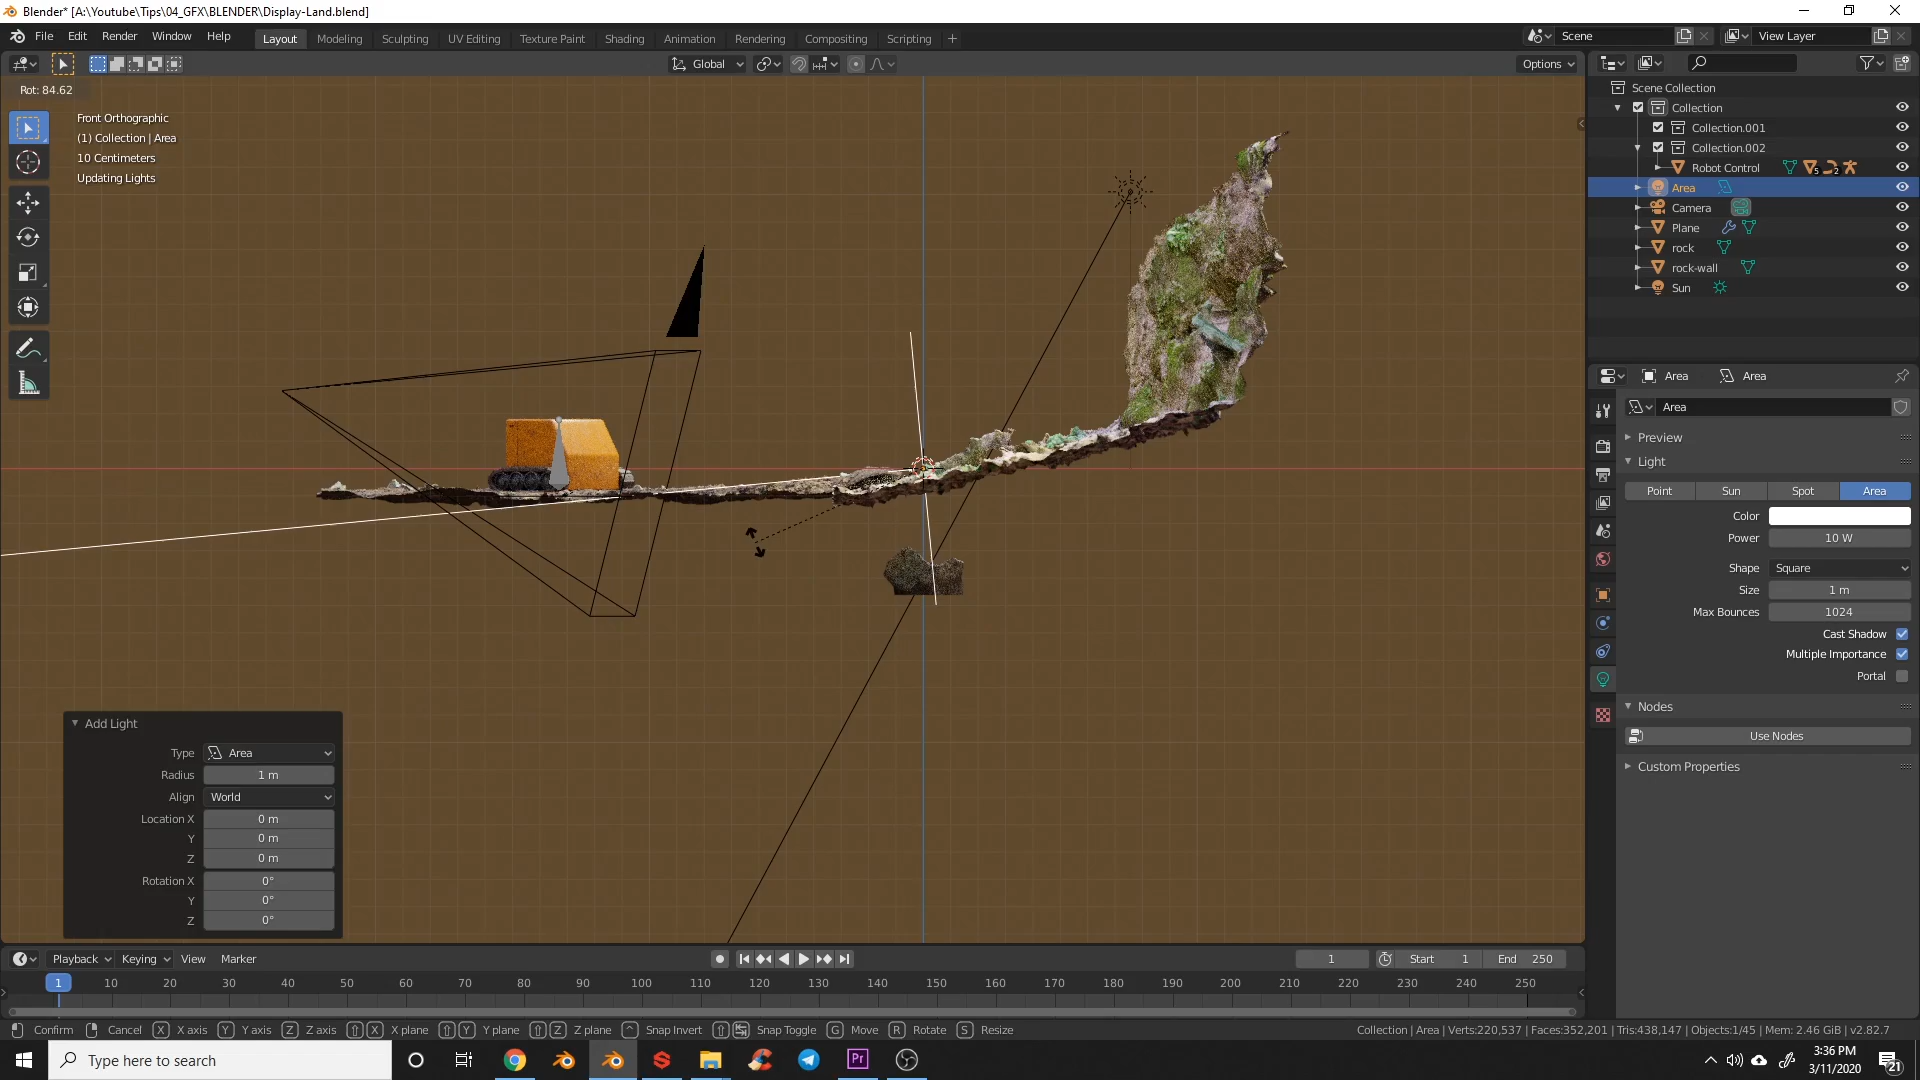 Blender* [A:\Youtube\Tips\04_GFX\BLENDER\Display-Land.blend]
File Edit Render Window Help Layout Modeling Sculpting UV Editing Texture Paint Shading Animation Rendering Compositing Scripting + Scene View Layer
Global Options
Rot: 84.62
Front Orthographic
(1) Collection | Area
10 Centimeters
Updating Lights
Scene Collection
Collection
Collection.001
Collection.002
Robot Control 5 2
Area
Camera
Plane
rock
rock-wall
Sun
Area Area
Area
Preview
Light
Point Sun Spot Area
Color
Power 10 W
Shape Square
Size 1 m
Max Bounces 1024
Cast Shadow
Multiple Importance
Portal
Nodes
Use Nodes
Custom Properties
Add Light
Type Area
Radius 1 m
Align World
Location X 0 m
Y 0 m
Z 0 m
Rotation X 0°
Y 0°
Z 0°
Playback Keying View Marker 1 Start 1 End 250
1 10 20 30 40 50 60 70 80 90 100 110 120 130 140 150 160 170 180 190 200 210 220 230 240 250
Confirm Cancel X X axis Y Y axis Z Z axis X X plane Y Y plane Z Z plane Snap Invert Snap Toggle G Move R Rotate S Resize Collection | Area | Verts:220,537 | Faces:352,201 | Tris:438,147 | Objects:1/45 | Mem: 2.46 GiB | v2.82.7
Type here to search Pr 3:36 PM
3/11/2020 21